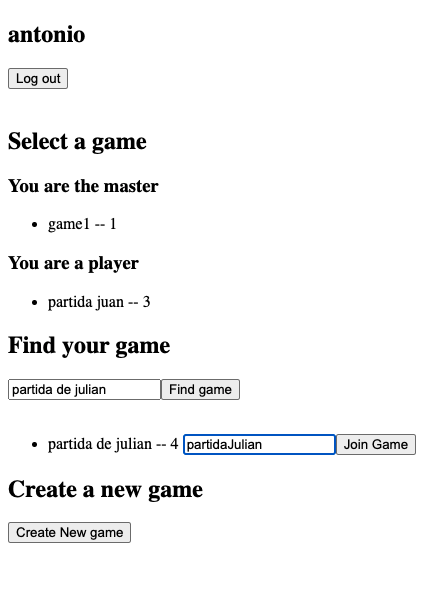 antonio
Log out
Select a game
You are the master
game1 -- 1
You are a player
partida juan -- 3
Find your game
partida de julian Find game
partida de julian -- 4 partidaJulian Join Game
Create a new game
Create New game